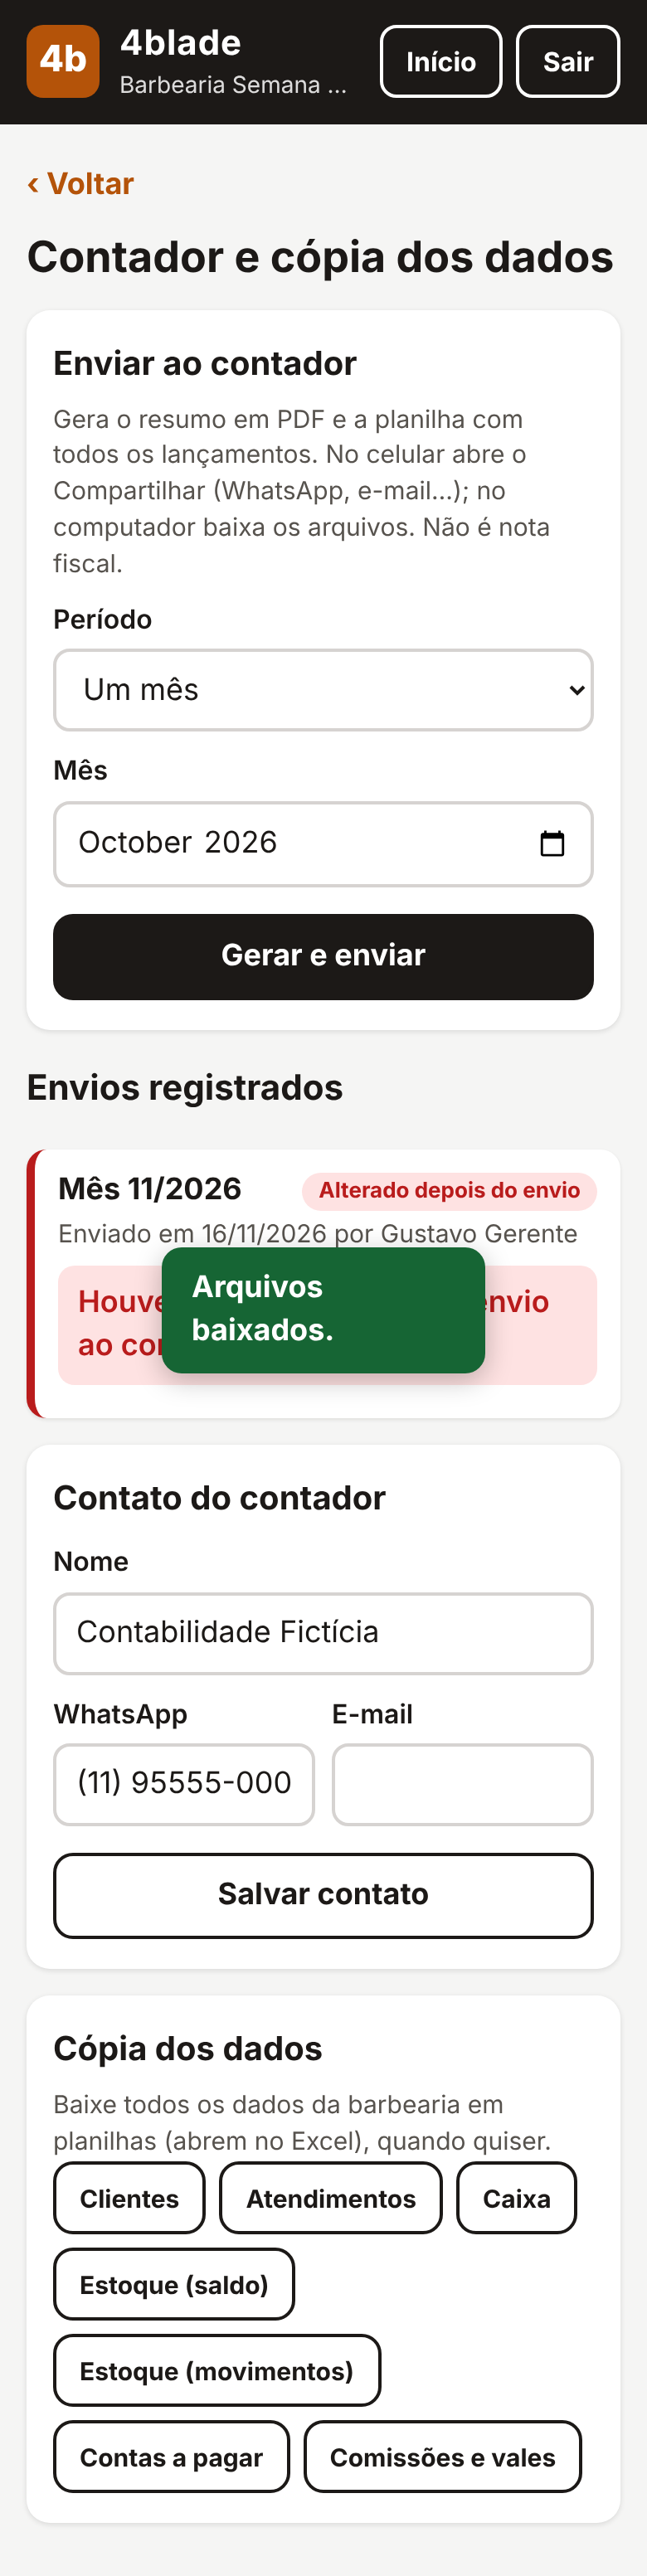 4b
4blade
Barbearia Semana ...
Início
Sair
‹ Voltar
Contador e cópia dos dados
Enviar ao contador
Gera o resumo em PDF e a planilha com
todos os lançamentos. No celular abre o
Compartilhar (WhatsApp, e-mail...); no
computador baixa os arquivos. Não é nota
fiscal.
Período
Um mês
Mês
October 2026
Gerar e enviar
Envios registrados
Mês 11/2026
Alterado depois do envio
Enviado em 16/11/2026 por Gustavo Gerente
Arquivos
baixados.
ao
Contato do contador
Nome
Contabilidade Fictícia
WhatsApp
E-mail
(11) 95555-000
Salvar contato
Cópia dos dados
Baixe todos os dados da barbearia em
planilhas (abrem no Excel), quando quiser.
Clientes
Atendimentos
Caixa
Estoque (saldo)
Estoque (movimentos)
Contas a pagar
Comissões e vales